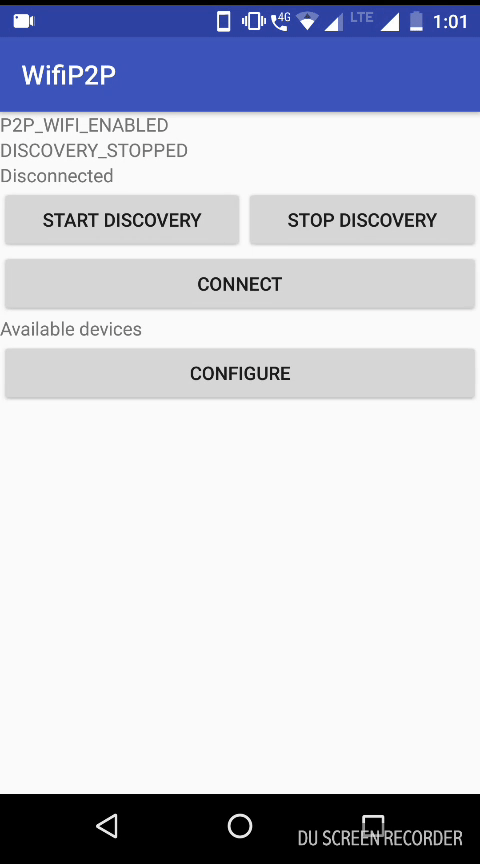 4G LTE 1:01
WifiP2P
P2P_WIFI_ENABLED
DISCOVERY_STOPPED
Disconnected
START DISCOVERY STOP DISCOVERY
CONNECT
Available devices
CONFIGURE
DU SCREEN RECORDER